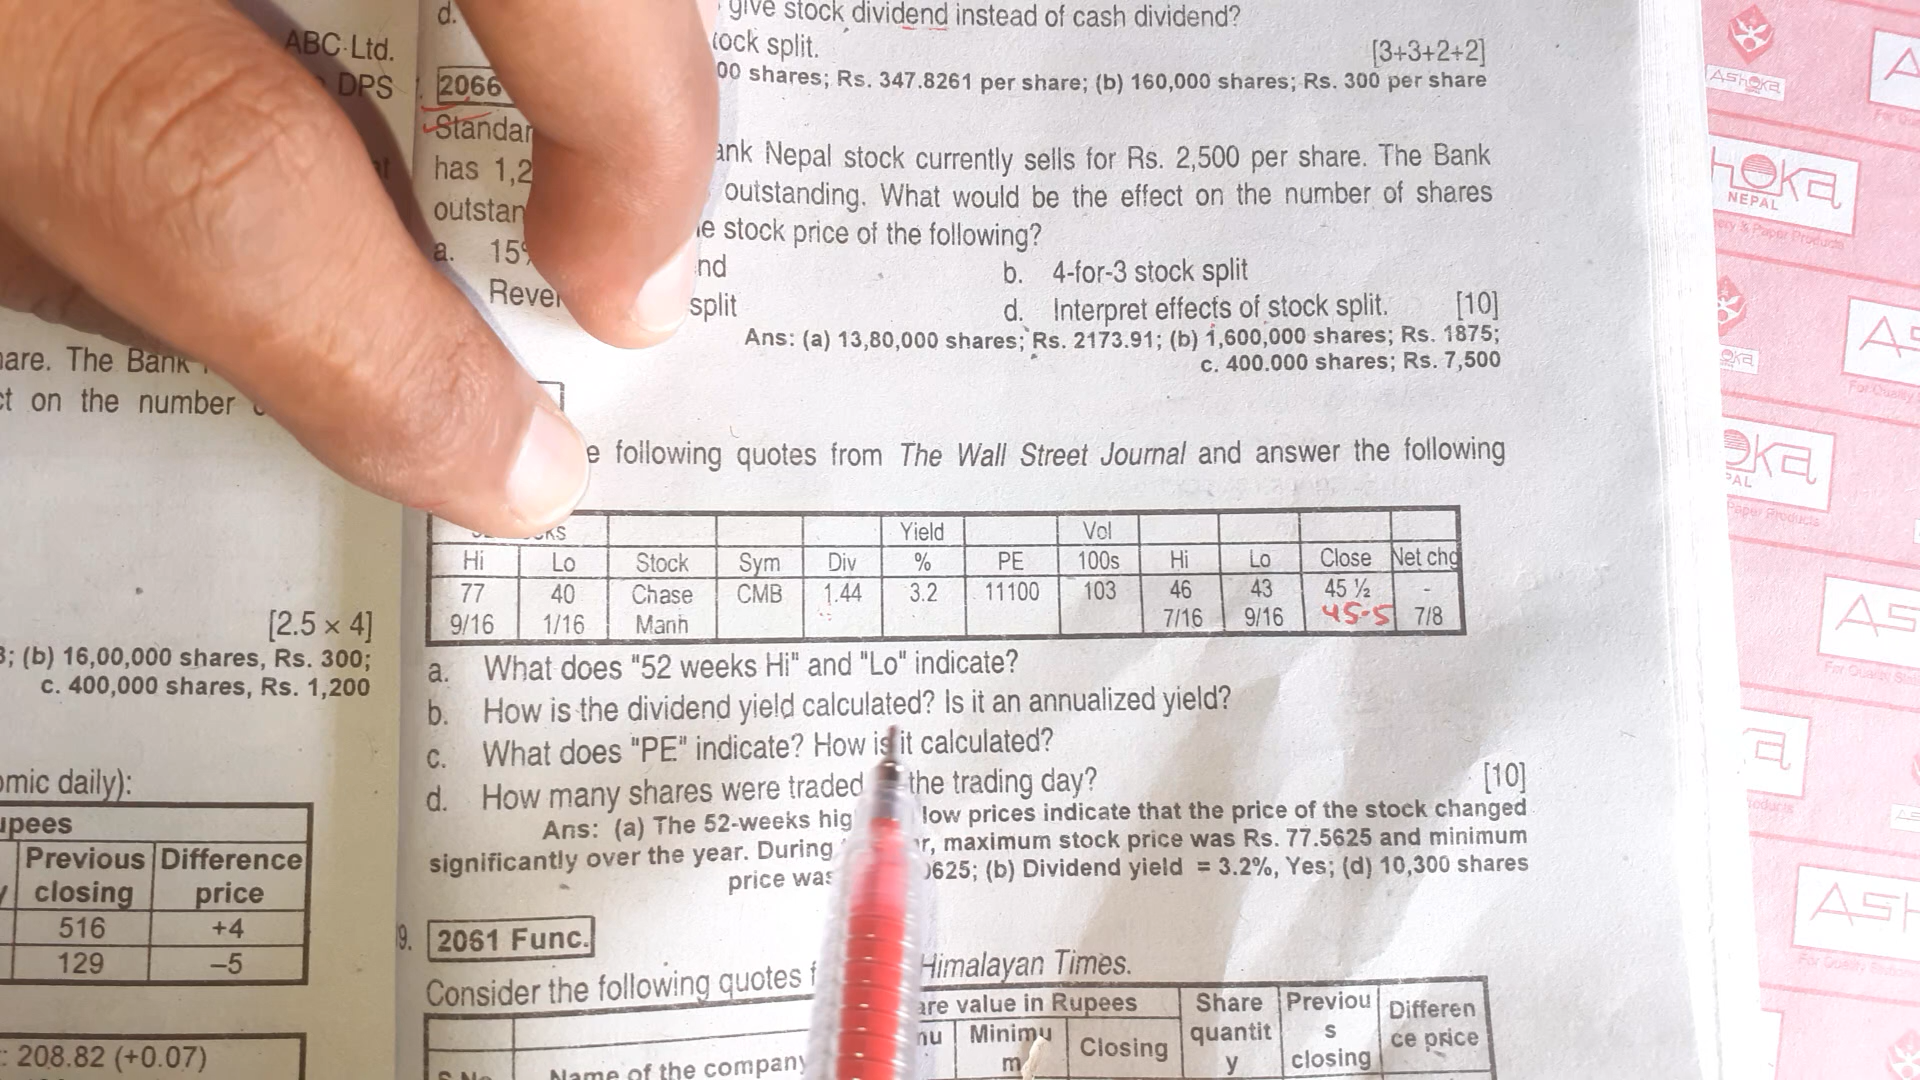 ABC Ltd.
DPS
are. The Bank
ct on the number
[2.5 × 4]
; (b) 16,00,000 shares, Rs. 300;
c. 400,000 shares, Rs. 1,200
omic daily):
upees
Previous closing Difference price
516 +4
129 –5
: 208.82 (+0.07)
d. give stock dividend instead of cash dividend?
tock split. [3+3+2+2]
00 shares; Rs. 347.8261 per share; (b) 160,000 shares; Rs. 300 per share
2066
Standar ank Nepal stock currently sells for Rs. 2,500 per share. The Bank
has 1,2 outstanding. What would be the effect on the number of shares
outstan e stock price of the following?
a. 15% nd b. 4-for-3 stock split
Rever split d. Interpret effects of stock split. [10]
Ans: (a) 13,80,000 shares; Rs. 2173.91; (b) 1,600,000 shares; Rs. 1875;
c. 400.000 shares; Rs. 7,500
e following quotes from The Wall Street Journal and answer the following
Yield Vol
Hi Lo Stock Sym Div % PE 100s Hi Lo Close Net chg
77 40 Chase CMB 1.44 3.2 11100 103 46 43 45 ½ -
9/16 1/16 Manh 7/16 9/16 45.5 7/8
a. What does "52 weeks Hi" and "Lo" indicate?
b. How is the dividend yield calculated? Is it an annualized yield?
c. What does "PE" indicate? How is it calculated?
d. How many shares were traded the trading day? [10]
Ans: (a) The 52-weeks hig low prices indicate that the price of the stock changed
significantly over the year. During r, maximum stock price was Rs. 77.5625 and minimum
price was 0625; (b) Dividend yield = 3.2%, Yes; (d) 10,300 shares
9. 2061 Func.
Consider the following quotes f Himalayan Times.
are value in Rupees Share quantity Previous closing Difference price
S.No Name of the company mu Minimum Closing
ASHOKA
NEPAL